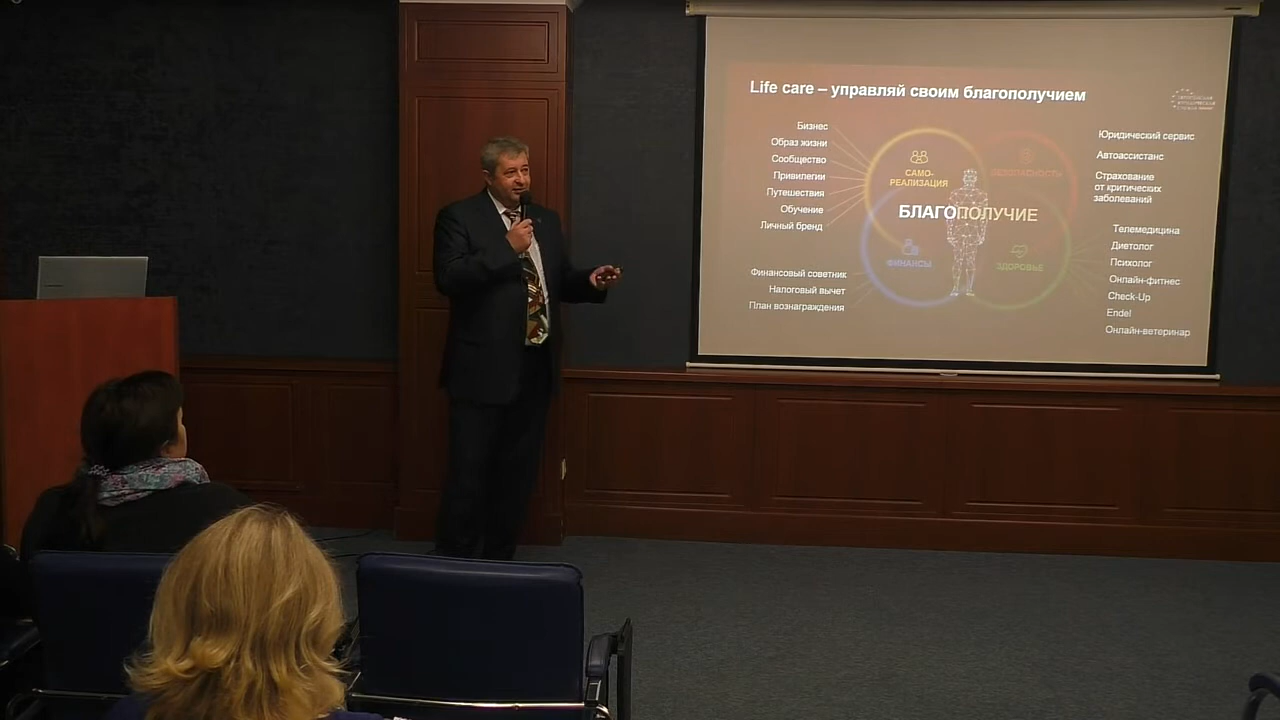 Life care – управляй своим благополучием
Бизнес
Образ жизни
Сообщество
Привилегии
Путешествия
Обучение
Личный бренд
Финансовый советник
Налоговый вычет
План вознаграждения
САМО-
РЕАЛИЗАЦИЯ
БЕЗОПАСНОСТЬ
БЛАГОПОЛУЧИЕ
ФИНАНСЫ
ЗДОРОВЬЕ
Юридический сервис
Автоассистанс
Страхование
от критических
заболеваний
Телемедицина
Диетолог
Психолог
Онлайн-фитнес
Check-Up
Endel
Онлайн-ветеринар